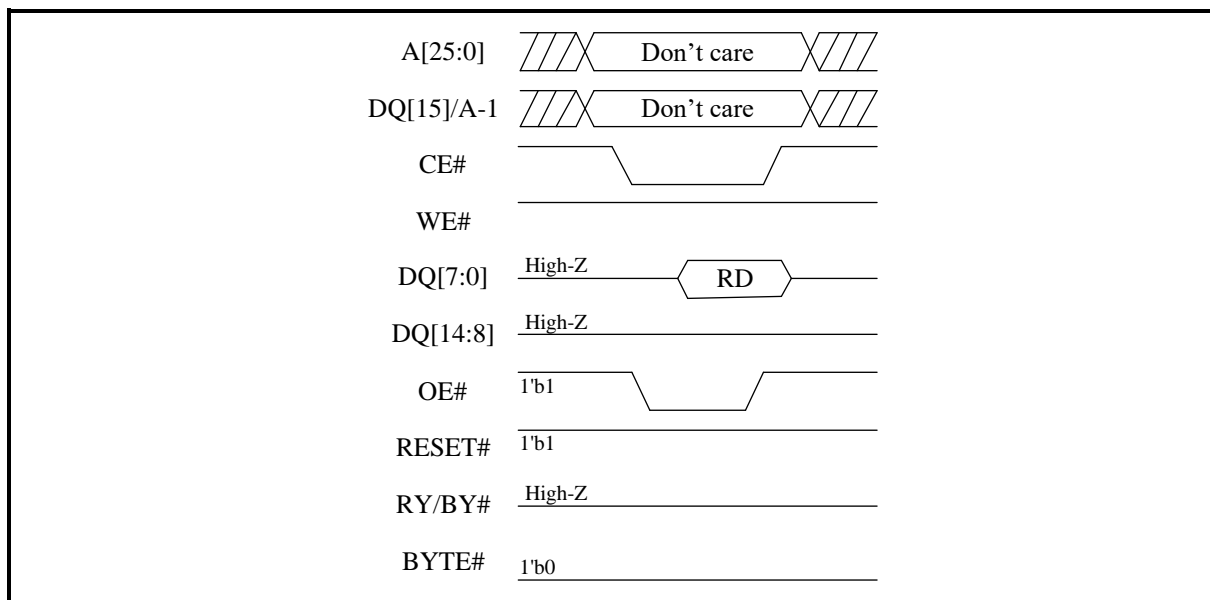 A[25:0] Don't care
DQ[15]/A-1 Don't care
CE#
WE#
DQ[7:0] High-Z RD
DQ[14:8] High-Z
OE# 1'b1
RESET# 1'b1
RY/BY# High-Z
BYTE# 1'b0